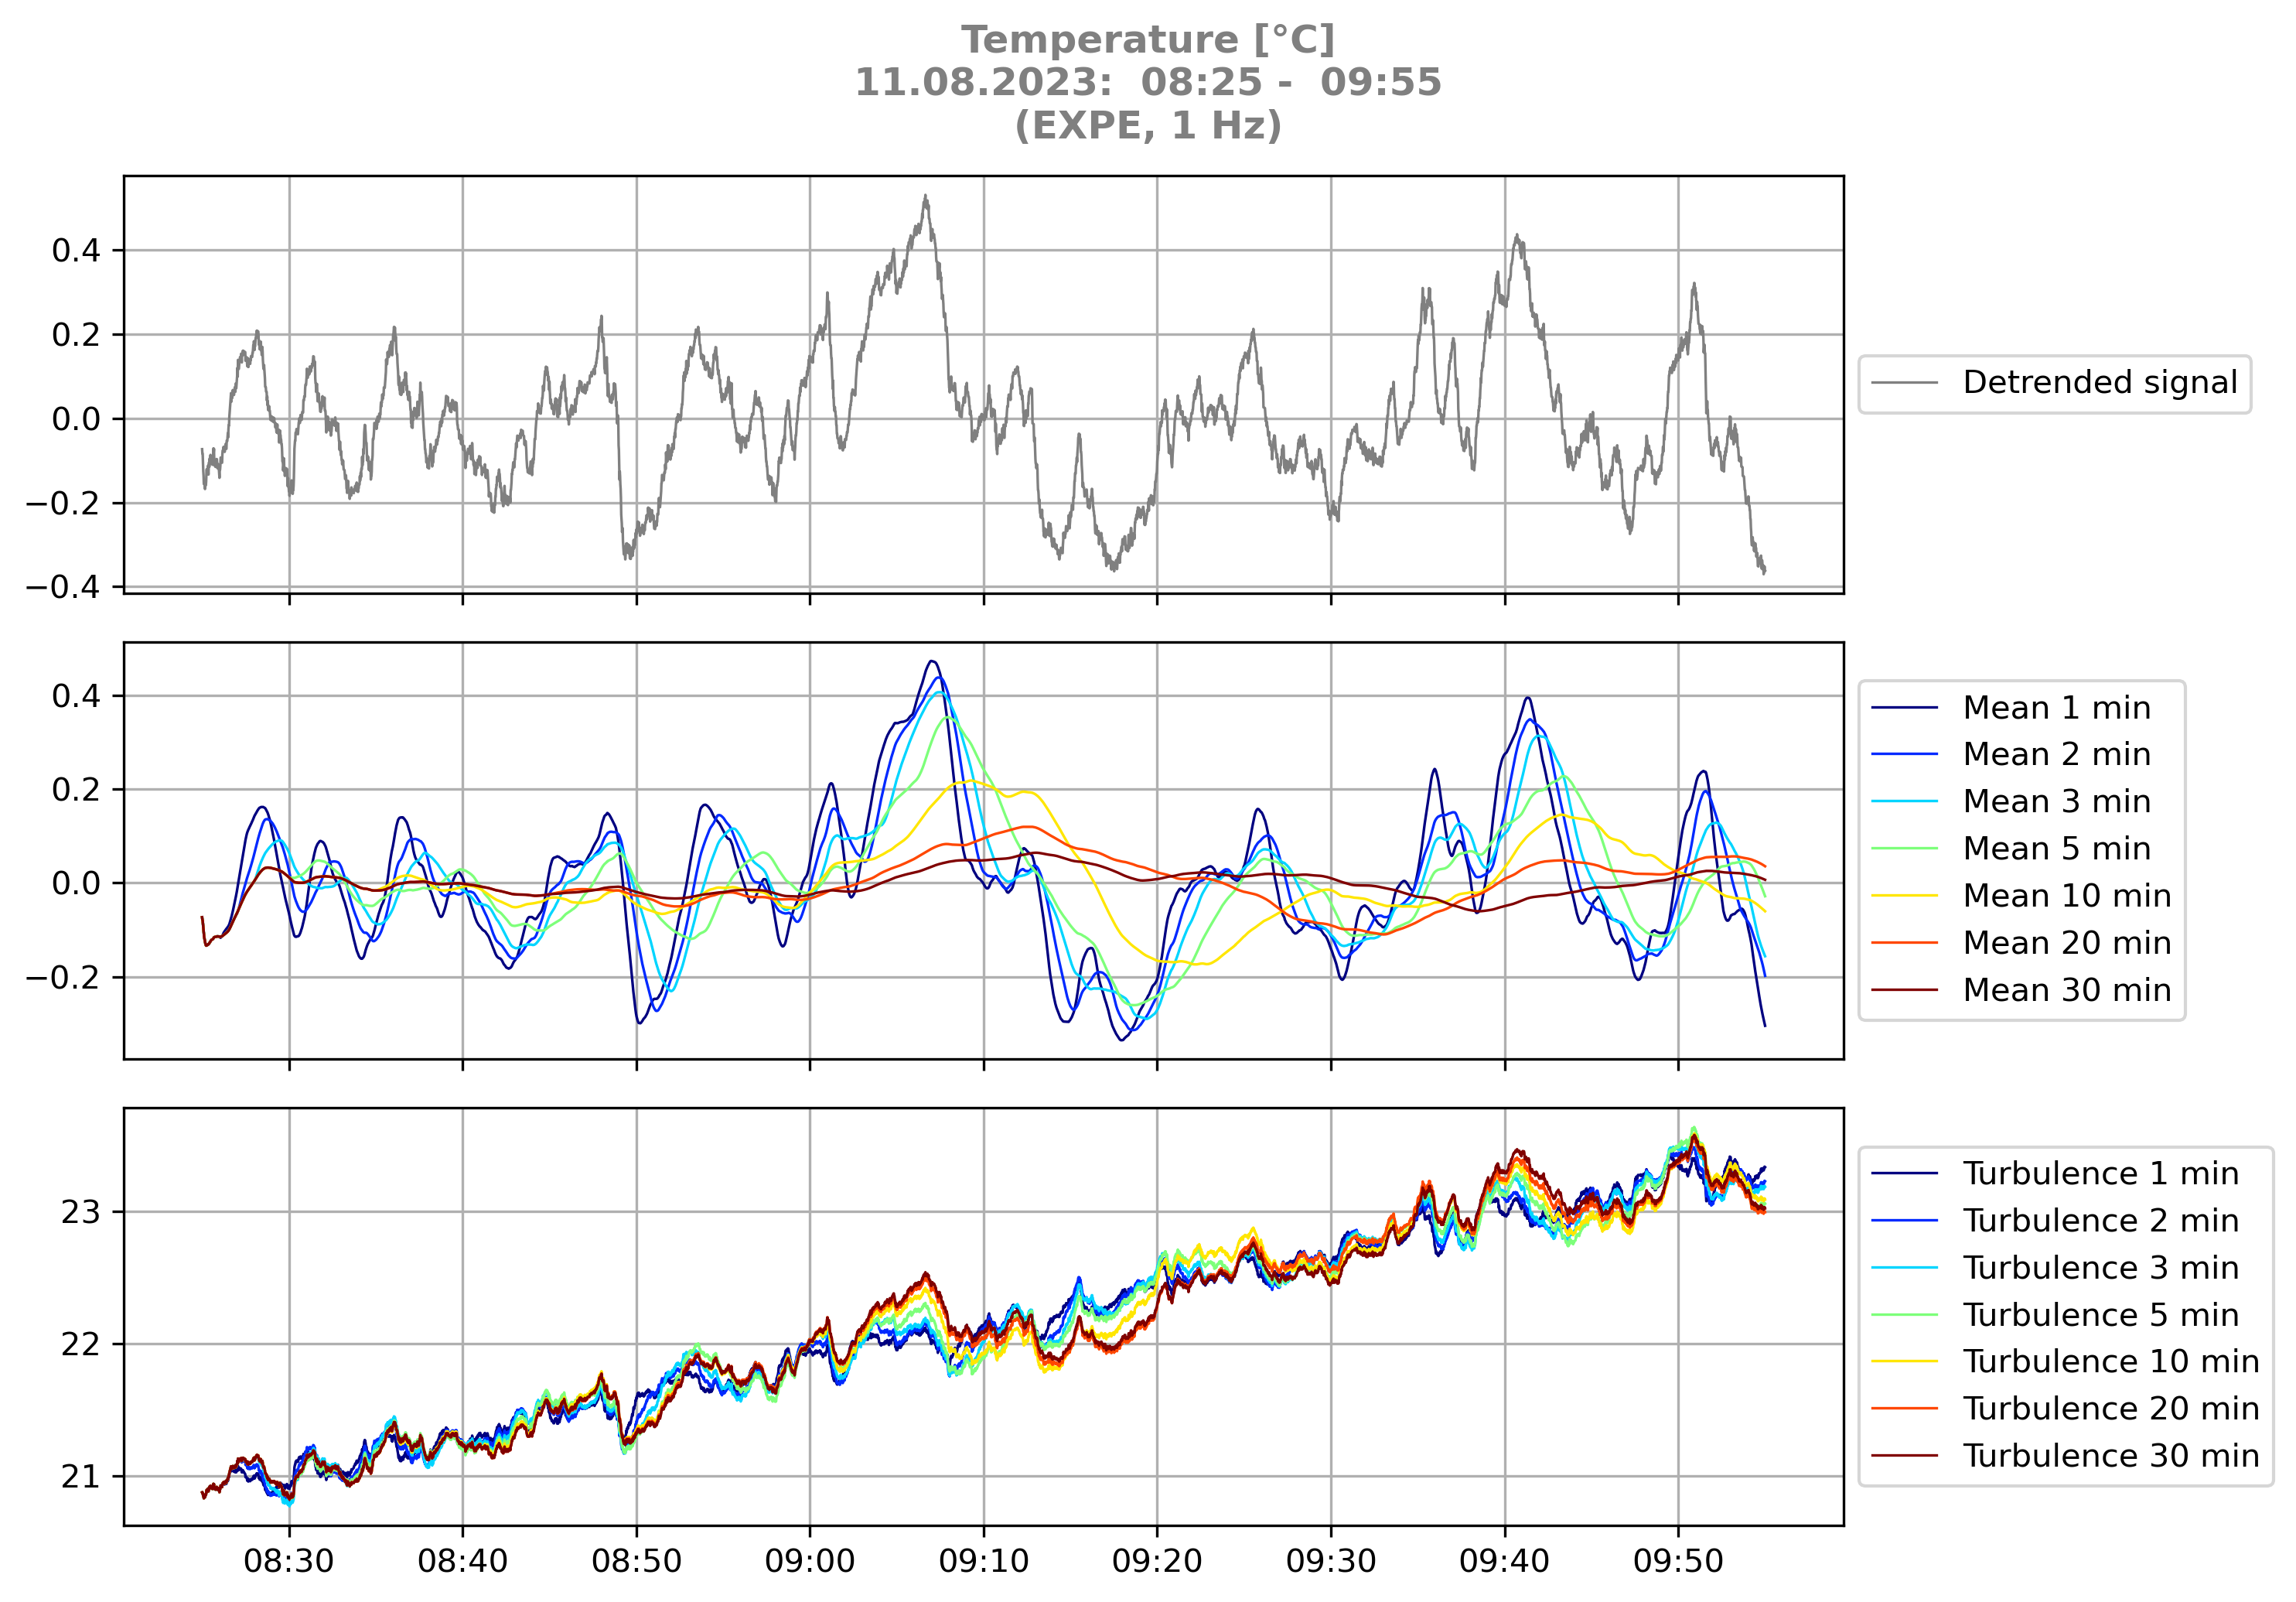 Temperature [°C]
11.08.2023:  08:25 -  09:55
(EXPE, 1 Hz)
0.4
0.2
0.0
−0.2
−0.4
Detrended signal
0.4
0.2
0.0
−0.2
Mean 1 min
Mean 2 min
Mean 3 min
Mean 5 min
Mean 10 min
Mean 20 min
Mean 30 min
23
22
21
Turbulence 1 min
Turbulence 2 min
Turbulence 3 min
Turbulence 5 min
Turbulence 10 min
Turbulence 20 min
Turbulence 30 min
08:30 08:40 08:50 09:00 09:10 09:20 09:30 09:40 09:50